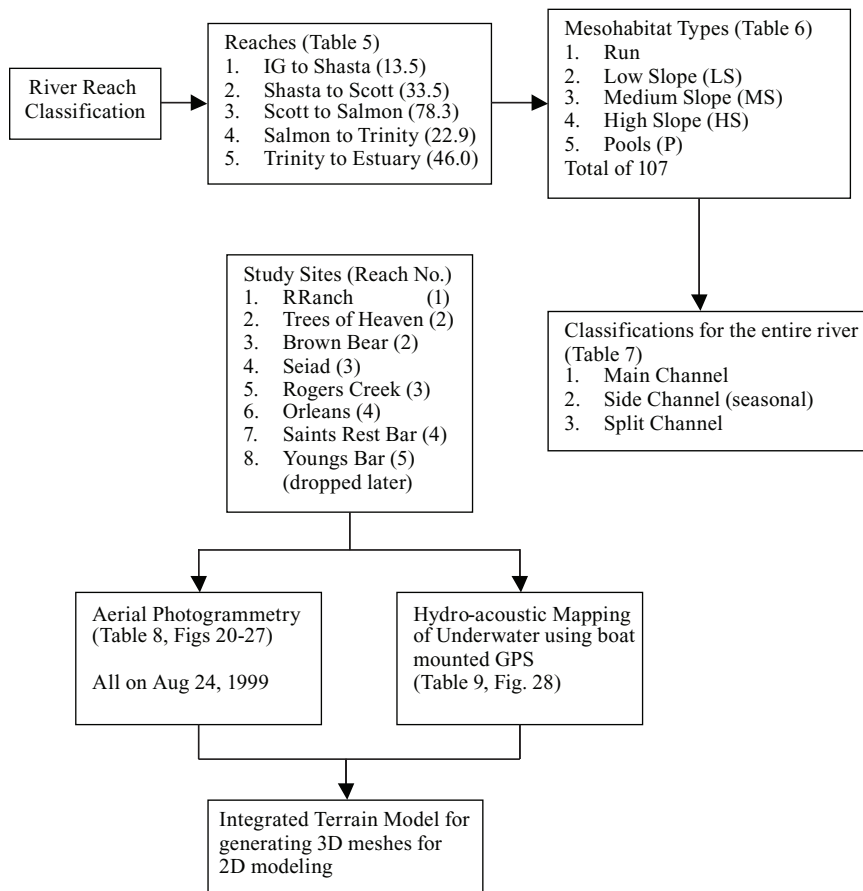 River Reach
Classification
Reaches (Table 5)
1. IG to Shasta (13.5)
2. Shasta to Scott (33.5)
3. Scott to Salmon (78.3)
4. Salmon to Trinity (22.9)
5. Trinity to Estuary (46.0)
Mesohabitat Types (Table 6)
1. Run
2. Low Slope (LS)
3. Medium Slope (MS)
4. High Slope (HS)
5. Pools (P)
Total of 107
Study Sites (Reach No.)
1. RRanch (1)
2. Trees of Heaven (2)
3. Brown Bear (2)
4. Seiad (3)
5. Rogers Creek (3)
6. Orleans (4)
7. Saints Rest Bar (4)
8. Youngs Bar (5)
(dropped later)
Classifications for the entire river
(Table 7)
1. Main Channel
2. Side Channel (seasonal)
3. Split Channel
Aerial Photogrammetry
(Table 8, Figs 20-27)
All on Aug 24, 1999
Hydro-acoustic Mapping
of Underwater using boat
mounted GPS
(Table 9, Fig. 28)
Integrated Terrain Model for
generating 3D meshes for
2D modeling